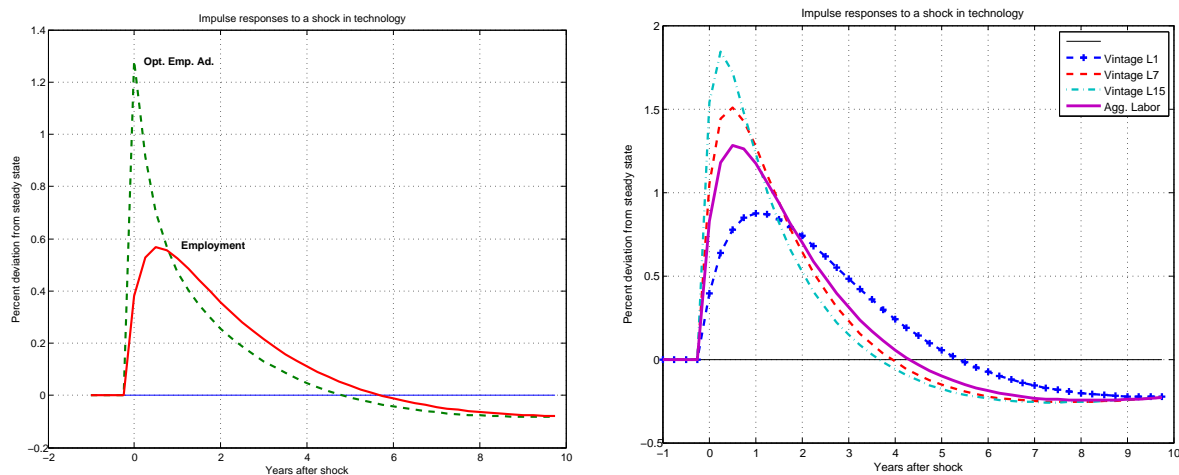 Impulse responses to a shock in technology
1.4
1.2
1
0.8
0.6
0.4
0.2
0
−0.2
Percent deviation from steady state
Opt. Emp. Ad.
Employment
−2
0
2
4
6
8
10
Years after shock
Impulse responses to a shock in technology
2
1.5
1
0.5
0
−0.5
Percent deviation from steady state
Vintage L1
Vintage L7
Vintage L15
Agg. Labor
−1
0
1
2
3
4
5
6
7
8
9
10
Years after shock